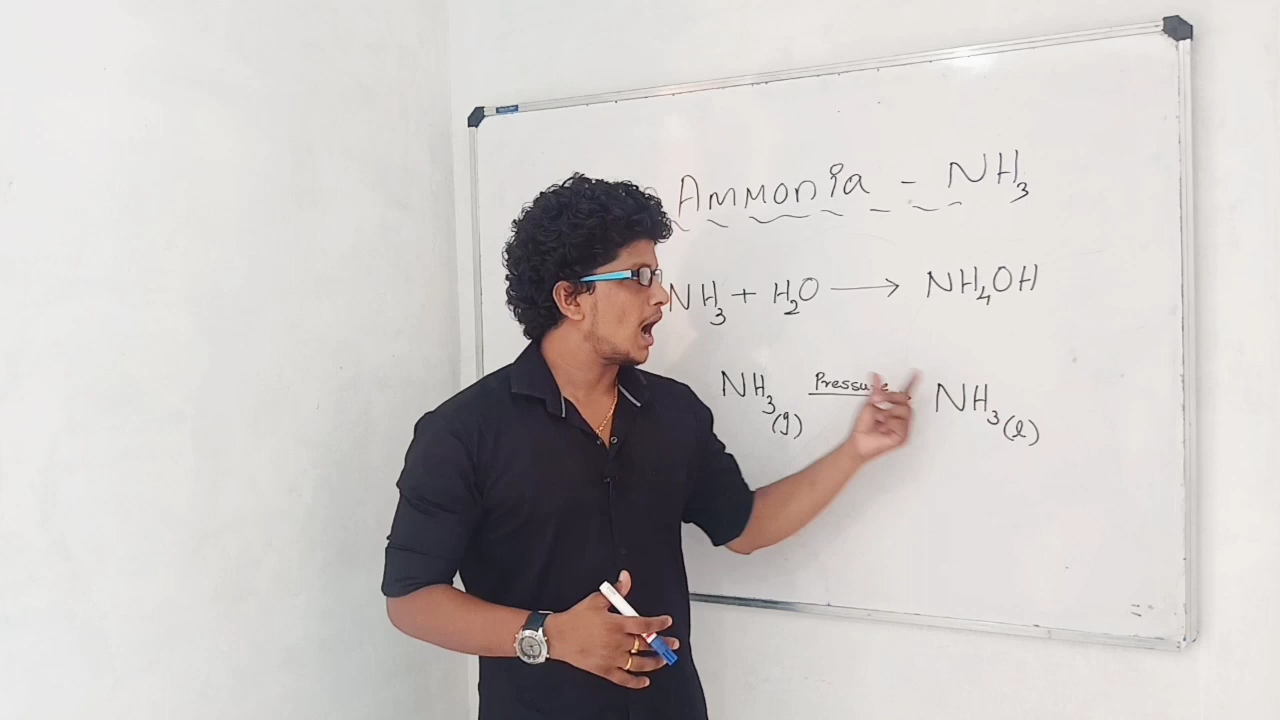 Ammonia - NH₃
NH₃ + H₂O → NH₄OH
NH₃(g) Pressure → NH₃(l)